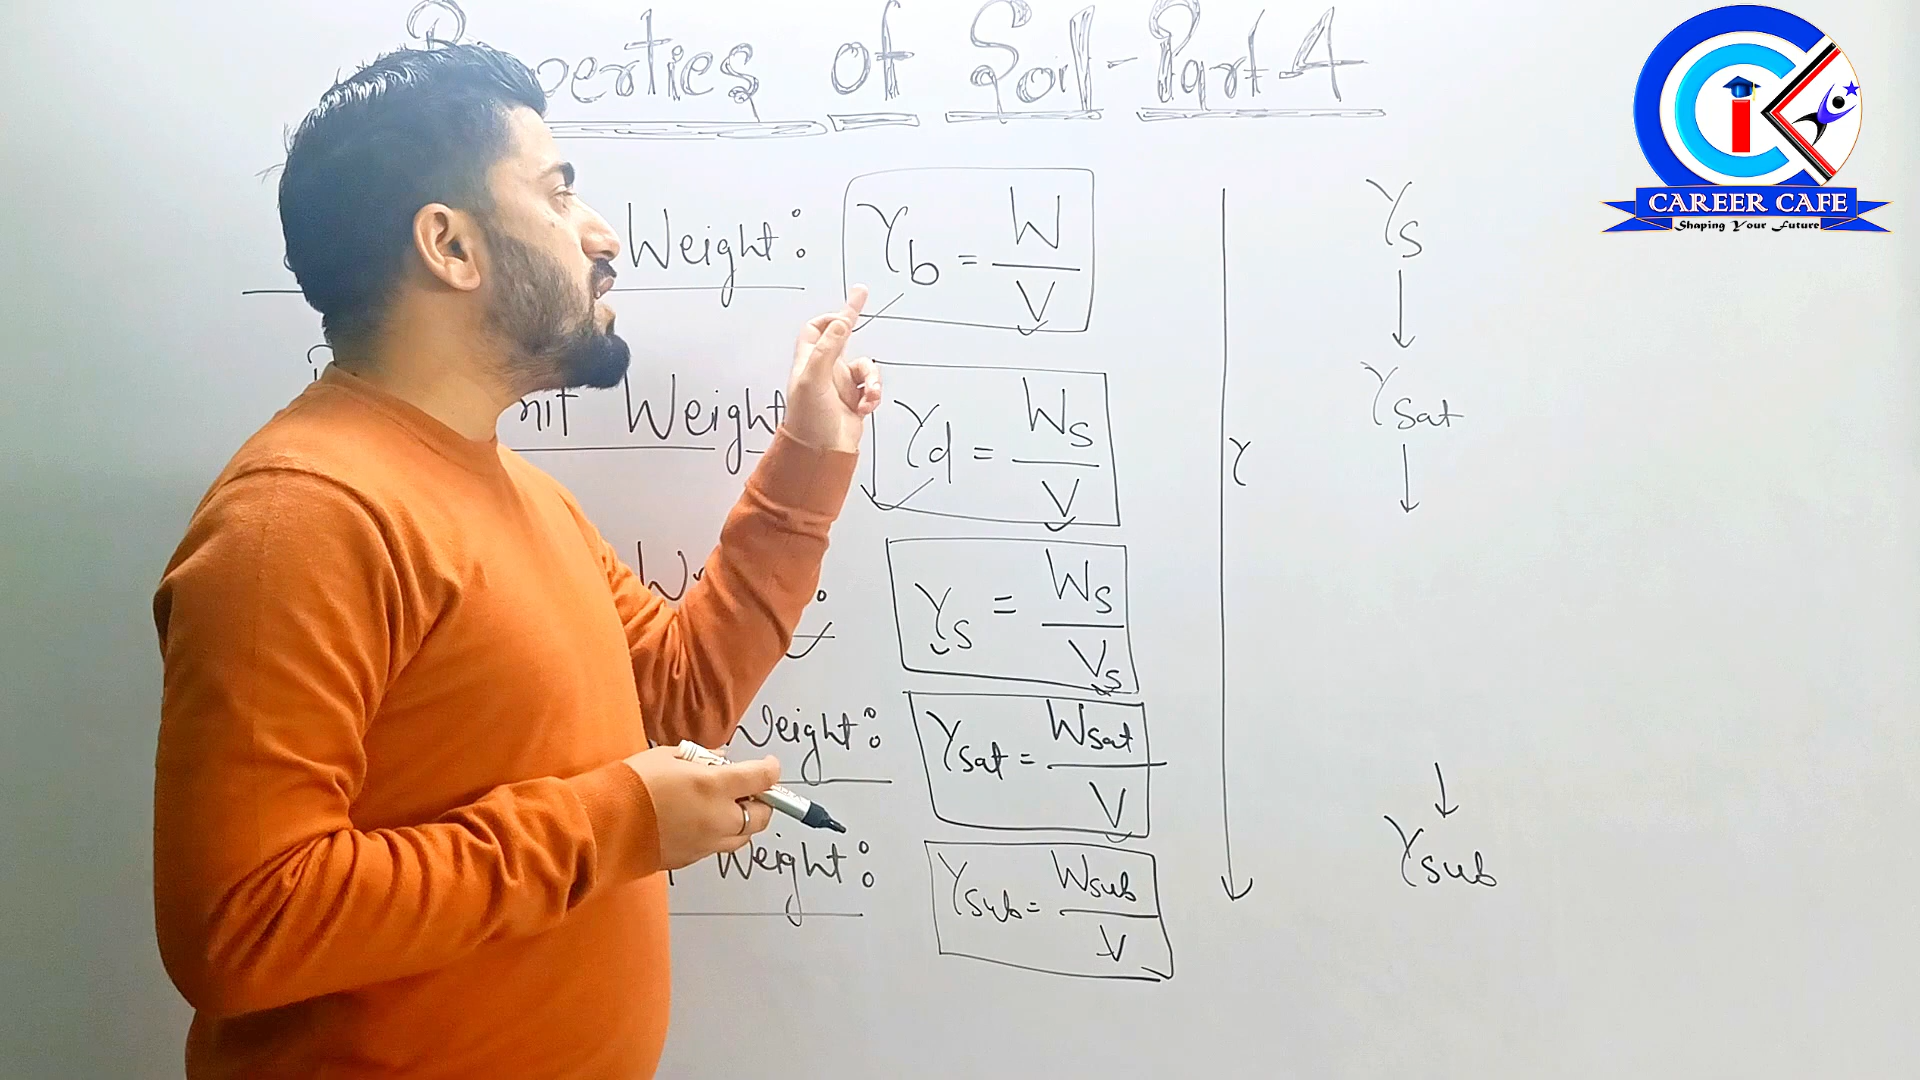 of Soil - Part 4
Weight: γb = W / V
Weight γd = Ws / V
γs = Ws / Vs
Weight: γsat = Wsat / V
Weight: γsub = Wsub / V
γ
γs
↓
γsat
↓
↓
γsub
CAREER CAFE
Shaping Your Future